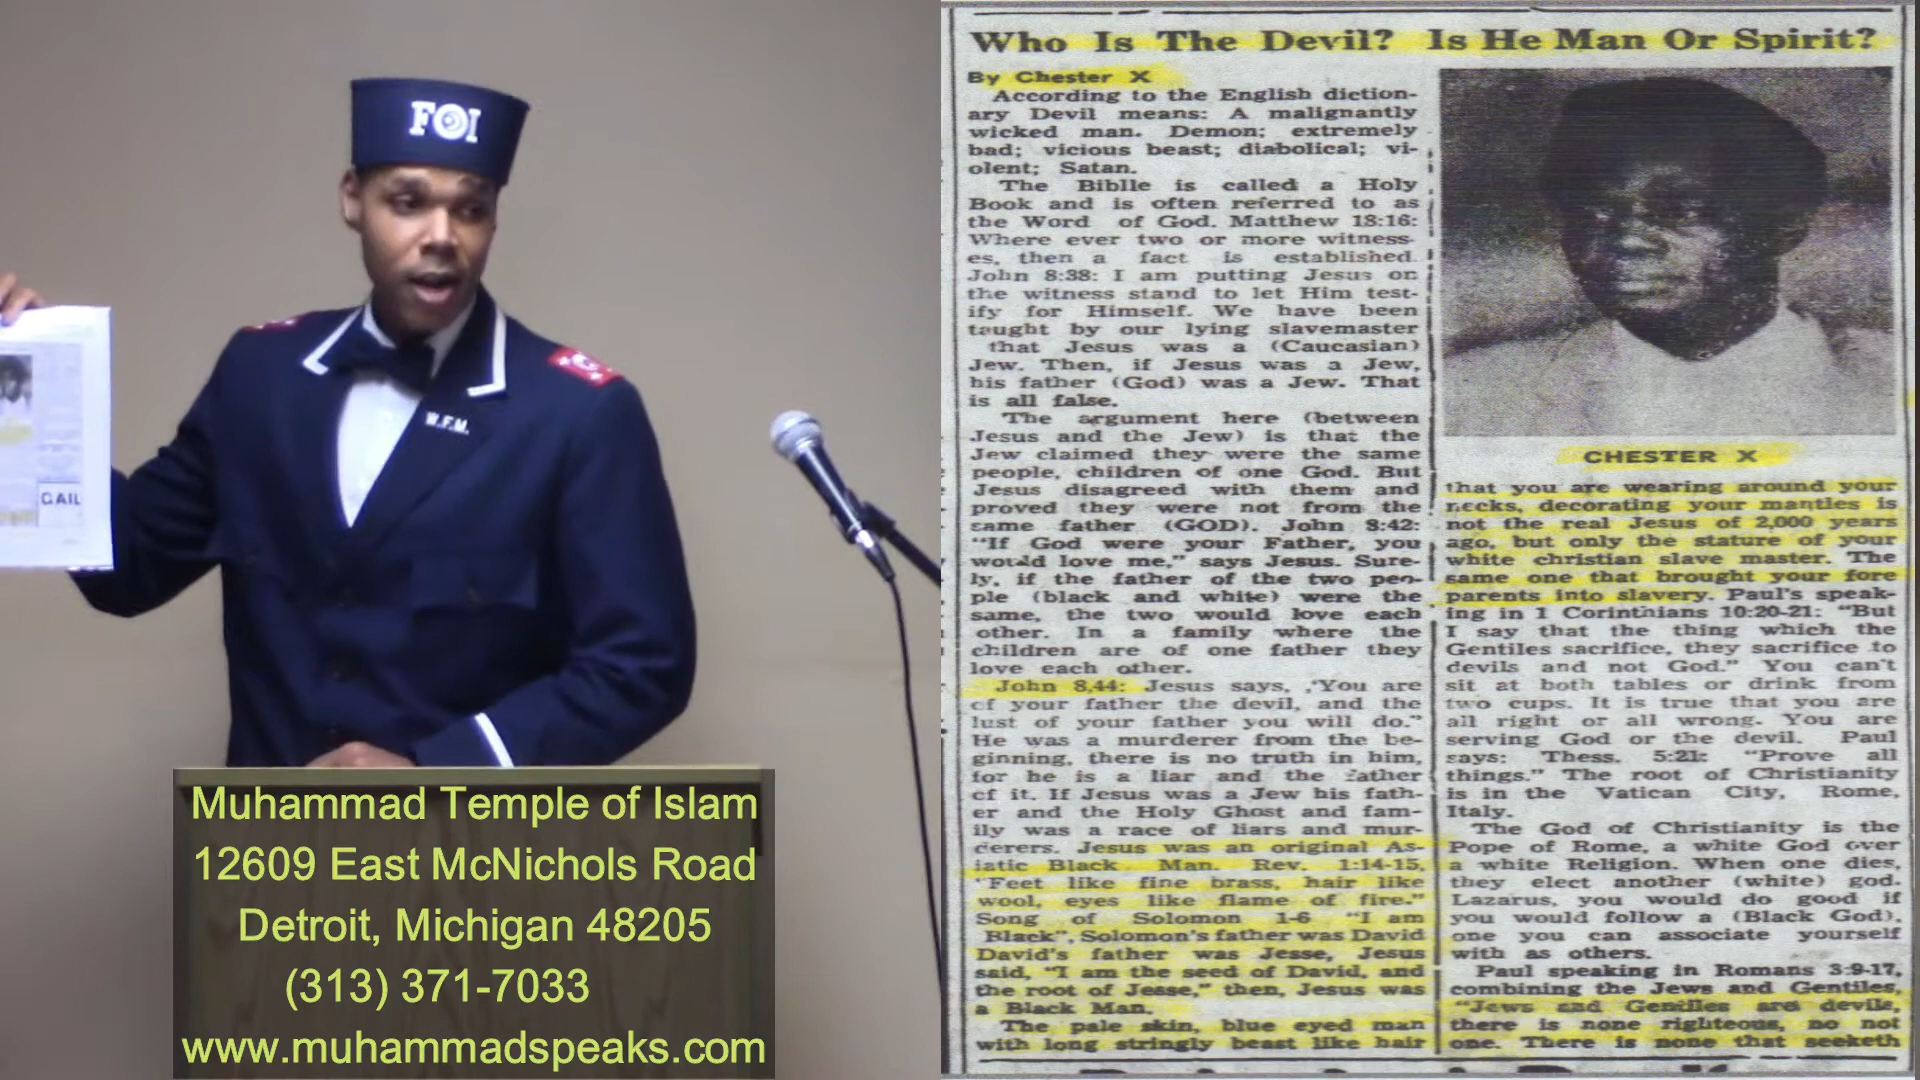 FOI
W.F.M.
GAIL
Muhammad Temple of Islam
12609 East McNichols Road
Detroit, Michigan 48205
(313) 371-7033
www.muhammadspeaks.com
Who Is The Devil? Is He Man Or Spirit?
By Chester X
According to the English diction-
ary Devil means: A malignantly
wicked man. Demon; extremely
bad; vicious beast; diabolical; vi-
olent; Satan.
The Biblle is called a Holy
Book and is often referred to as
the Word of God. Matthew 18:16:
Where ever two or more witness-
es, then a fact is established.
John 8:38: I am putting Jesus on
the witness stand to let Him test-
ify for Himself. We have been
taught by our lying slavemaster
that Jesus was a (Caucasian)
Jew. Then, if Jesus was a Jew,
his father (God) was a Jew. That
is all false.
The argument here (between
Jesus and the Jew) is that the
Jew claimed they were the same
people, children of one God. But
Jesus disagreed with them and
proved they were not from the
same father (GOD). John 8:42:
"If God were your Father, you
would love me," says Jesus. Sure-
ly, if the father of the two peo-
ple (black and white) were the
same, the two would love each
other. In a family where the
children are of one father they
love each other.
John 8,44: Jesus says, ,"You are
of your father the devil, and the
lust of your father you will do."
He was a murderer from the be-
ginning, there is no truth in him,
for he is a liar and the father
of it. If Jesus was a Jew his fath-
er and the Holy Ghost and fam-
ily was a race of liars and mur-
derers. Jesus was an original As-
iatic Black Man. Rev. 1:14-15,
"Feet like fine brass, hair like
wool, eyes like flame of fire."
Song of Solomon 1-6 "I am
Black", Solomon's father was David
David's father was Jesse, Jesus
said, "I am the seed of David, and
the root of Jesse," then, Jesus was
a Black Man.
The pale skin, blue eyed man
with long stringly beast like hair
CHESTER X
that you are wearing around your
necks, decorating your mantles is
not the real Jesus of 2,000 years
ago, but only the stature of your
white christian slave master. The
same one that brought your fore
parents into slavery. Paul's speak-
ing in 1 Corinthians 10:20-21: "But
I say that the thing which the
Gentiles sacrifice, they sacrifice to
devils and not God." You can't
sit at both tables or drink from
two cups. It is true that you are
all right or all wrong. You are
serving God or the devil. Paul
says: Thess. 5:21: "Prove all
things." The root of Christianity
is in the Vatican City, Rome,
Italy.
The God of Christianity is the
Pope of Rome, a white God over
a white Religion. When one dies,
they elect another (white) god.
Lazarus, you would do good if
you would follow a (Black God),
one you can associate yourself
with as others.
Paul speaking in Romans 3:9-17,
combining the Jews and Gentiles,
"Jews and Gendiles are devils,
there is none righteous, no not
one. There is none that seeketh